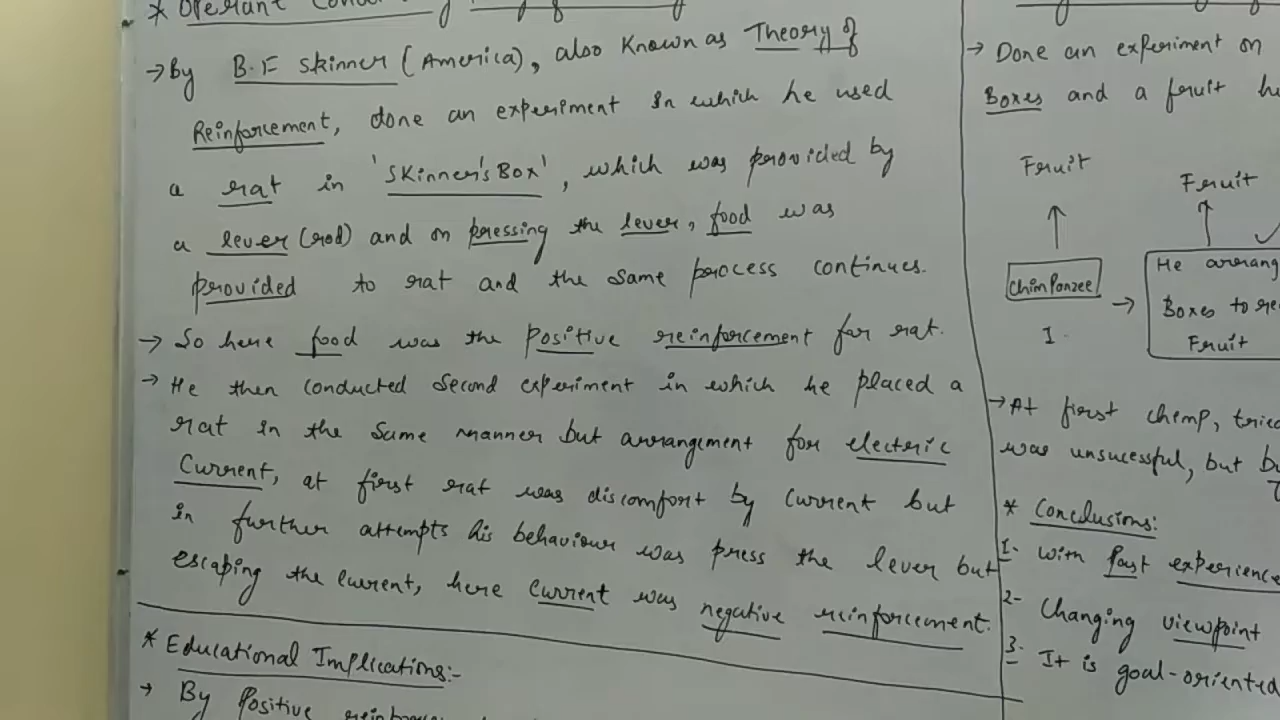 * Operant
→ By B.F Skinner (America), also known as Theory of
Reinforcement, done an experiment in which he used
a rat in 'Skinner's Box', which was provided by
a lever (rod) and on pressing the lever, food was
provided to rat and the same process continues.
→ So here food was the positive reinforcement for rat.
→ He then conducted second experiment in which he placed a
rat in the same manner but arrangement for electric
current, at first rat was discomfort by current but
in further attempts his behaviour was press the lever but
escaping the current, here current was negative reinforcement.
* Educational Implications:-
→ By Positive
→ Done an experiment on
Boxes and a fruit
Fruit
Chimponzee
I.
→
Fruit
✓
He arrang
Boxes to re
Fruit
→ At first chimp, tried
was unsucessful, but
* Conclusions:
1- with past experience
2- Changing viewpoint
3- It is goal-oriented